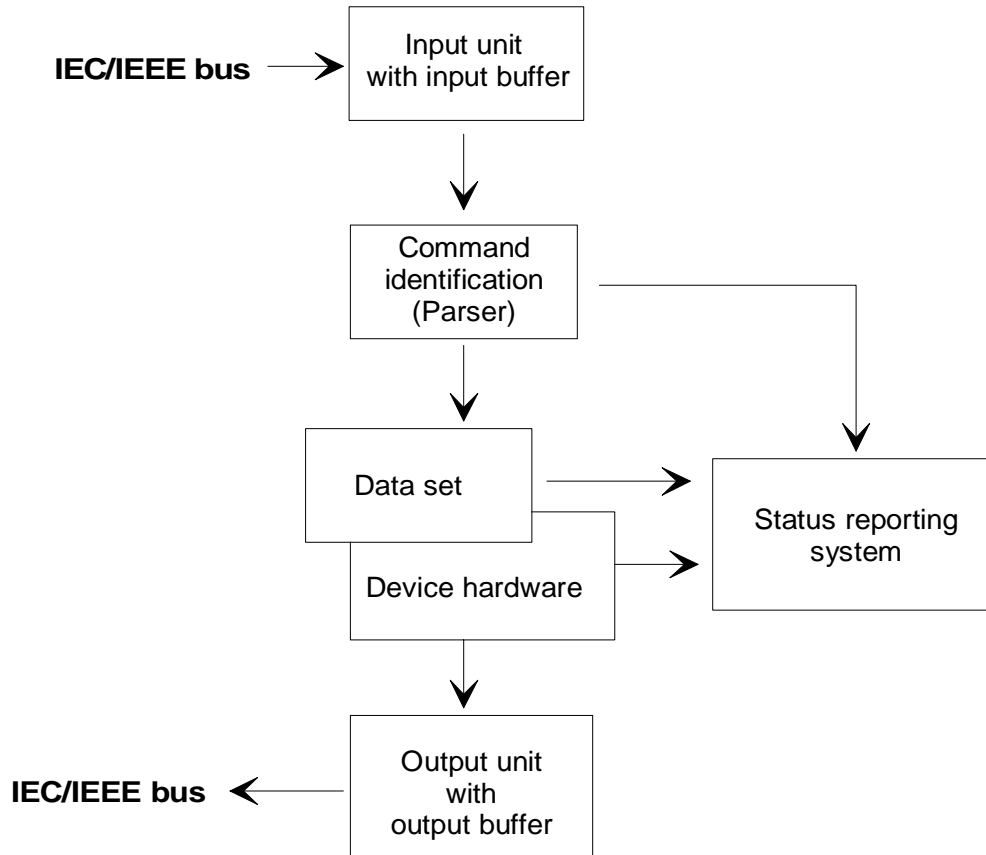 Input unit
with input buffer
IEC/IEEE bus
Command
identification
(Parser)
Data set
Status reporting
system
Device hardware
Output unit
with
output buffer
IEC/IEEE bus